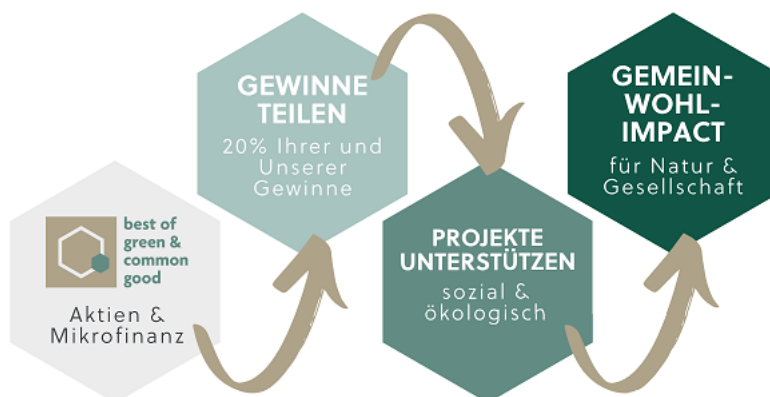 best of
green &
common
good
Aktien &
Mikrofinanz
GEWINNE
TEILEN
20% Ihrer und
Unserer
Gewinne
PROJEKTE
UNTERSTÜTZEN
sozial &
ökologisch
GEMEIN-
WOHL-
IMPACT
für Natur &
Gesellschaft